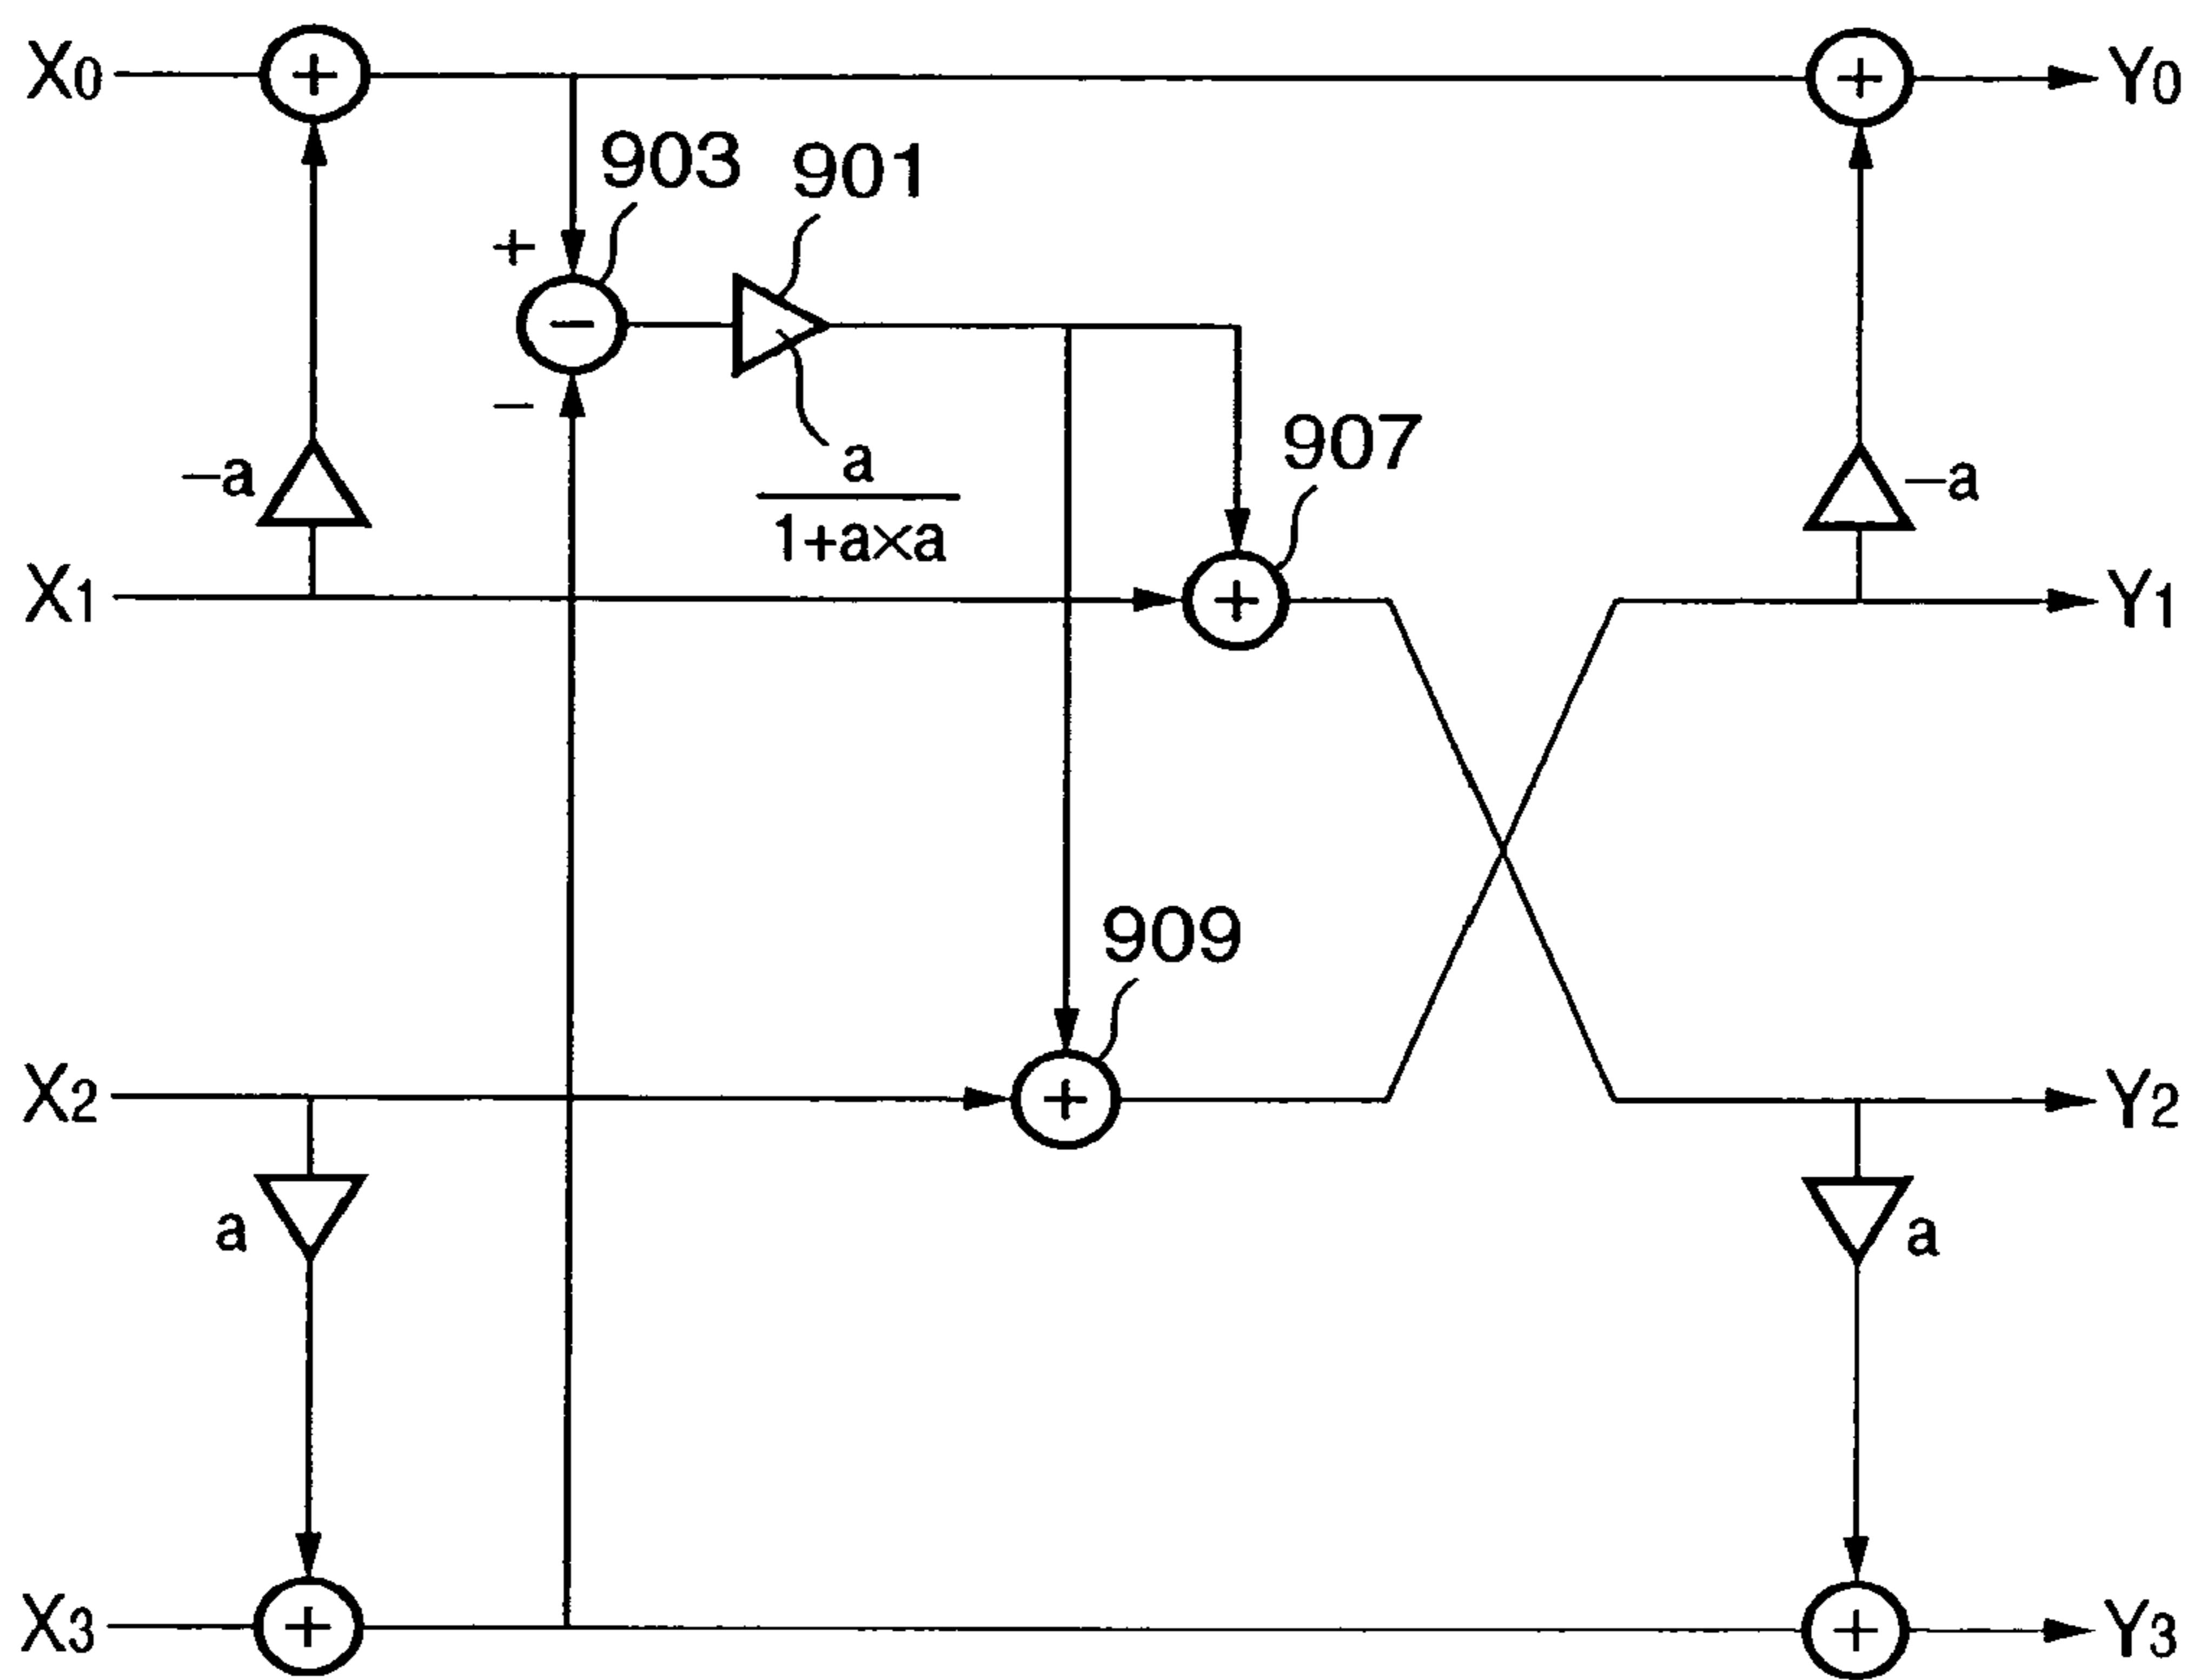 X0 + + Y0
903 901
+
−
−
−a a −a
1+a×a
907
X1 + Y1
909
X2 + Y2
a a
X3 + + Y3